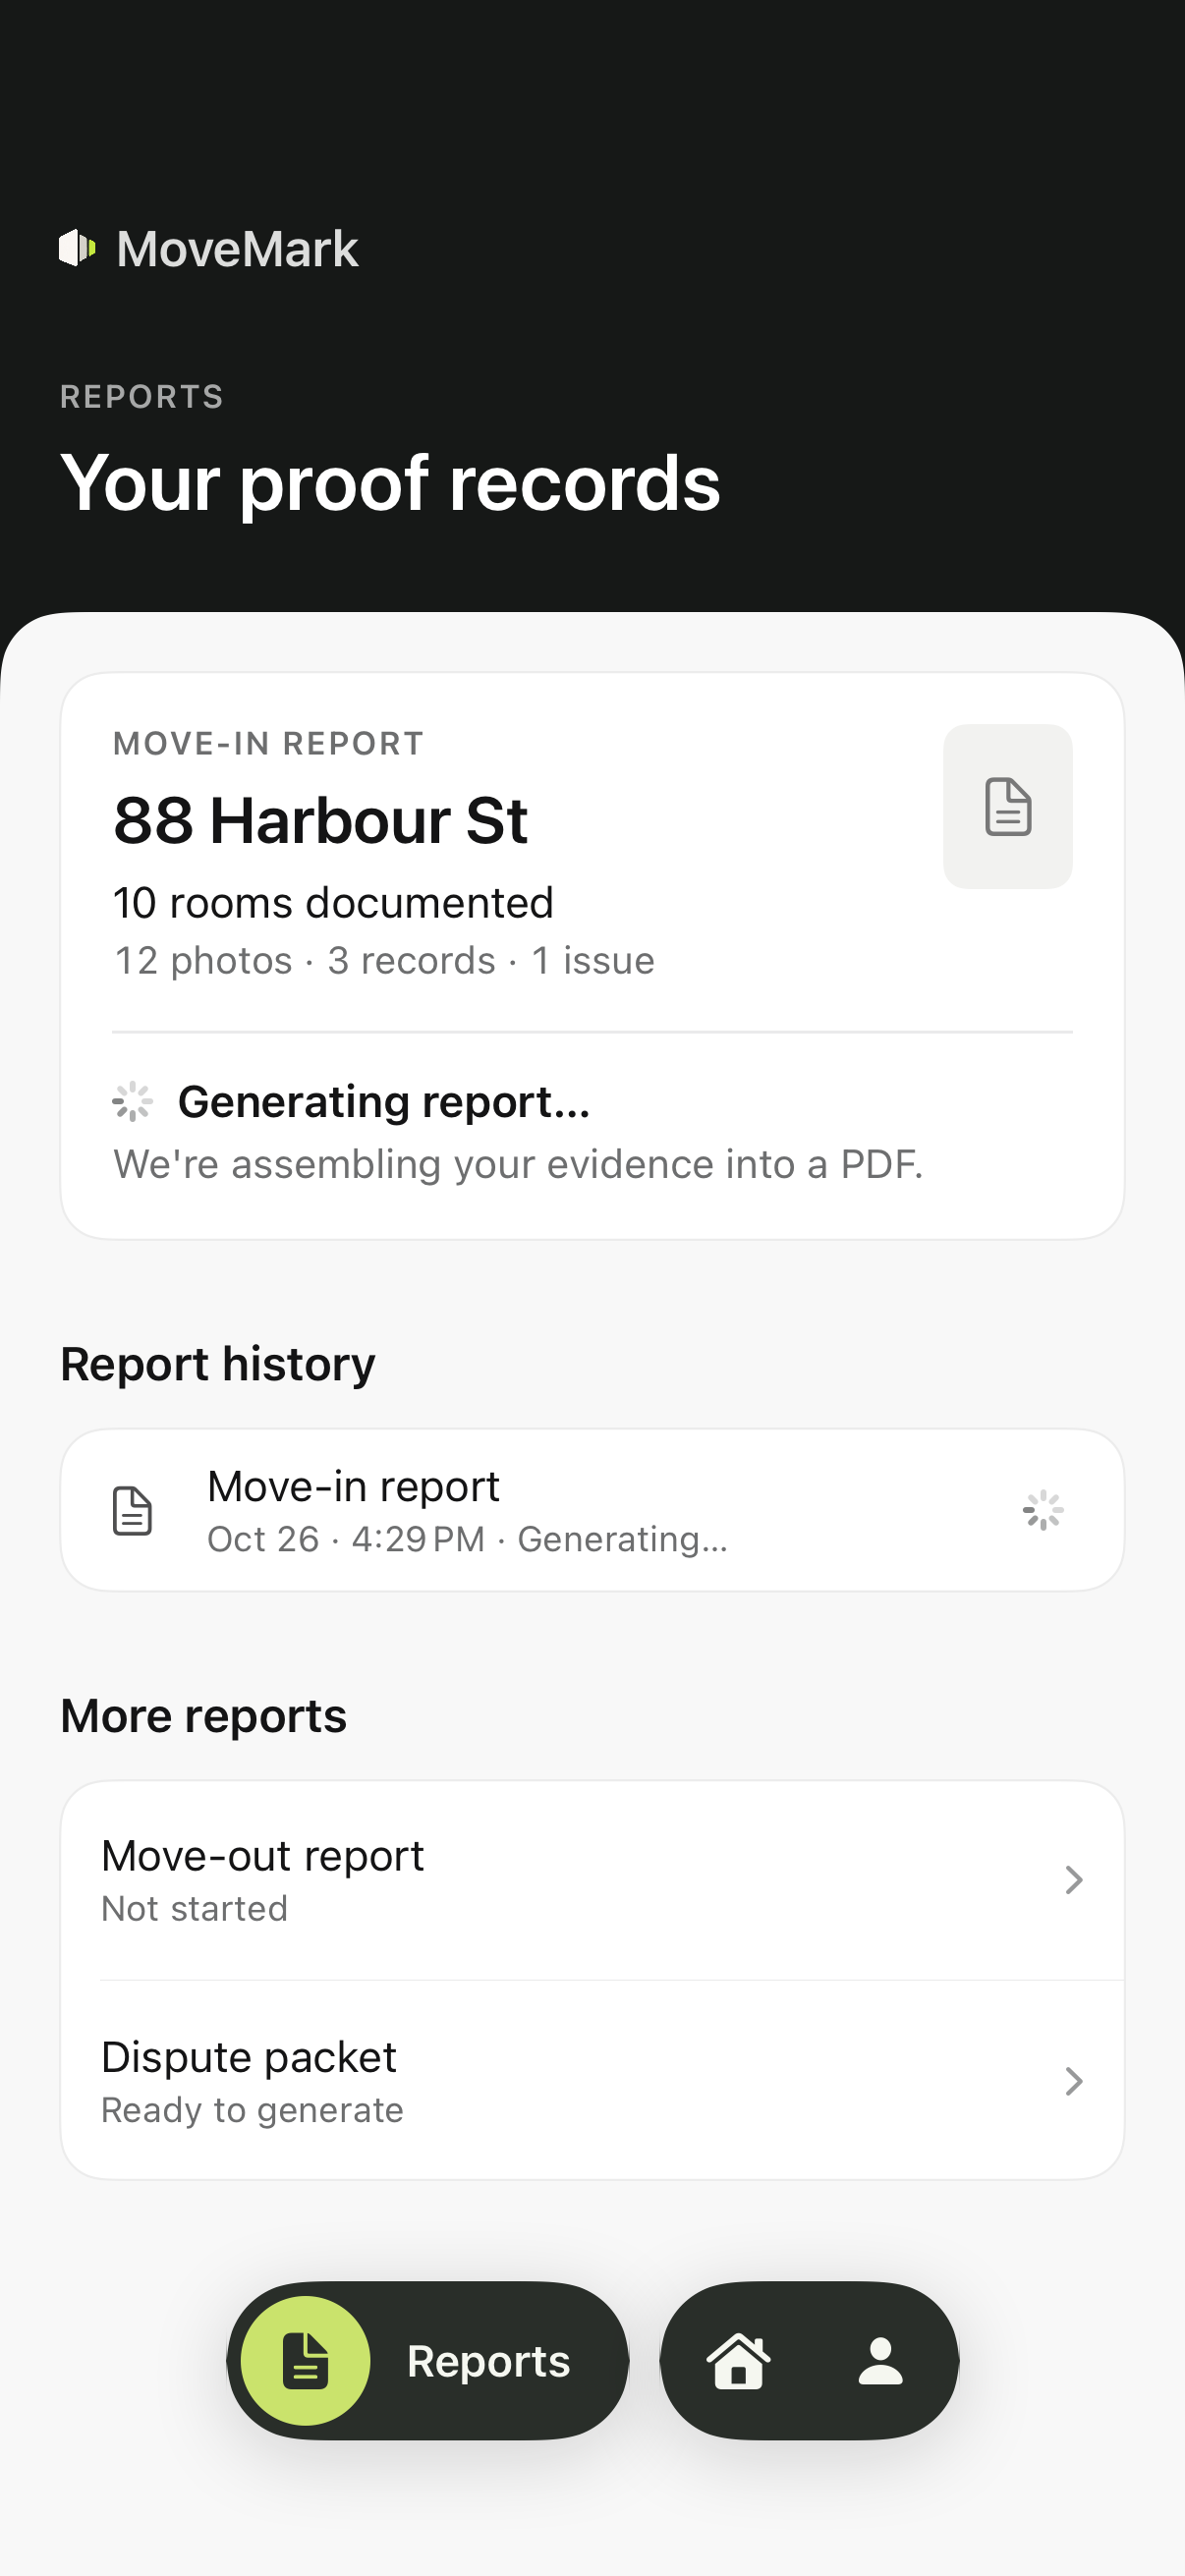 MoveMark
REPORTS
Your proof records
MOVE-IN REPORT
88 Harbour St
10 rooms documented
12 photos · 3 records · 1 issue
Generating report...
We're assembling your evidence into a PDF.
Report history
Move-in report
Oct 26 · 4:29 PM · Generating...
More reports
Move-out report
Not started
Dispute packet
Ready to generate
Reports